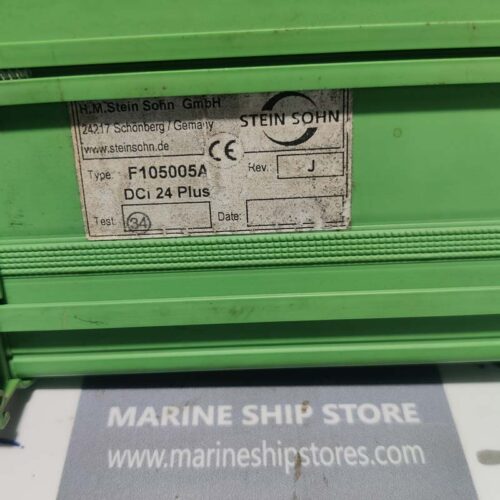 H.M.Stein Sohn GmbH
24217 Schönberg / Gemany
www.steinsohn.de
STEIN SOHN
CE
Type: F105005A
Rev.: J
DCi 24 Plus
Test: 34
Date:
MARINE SHIP STORE
www.marineshipstores.com